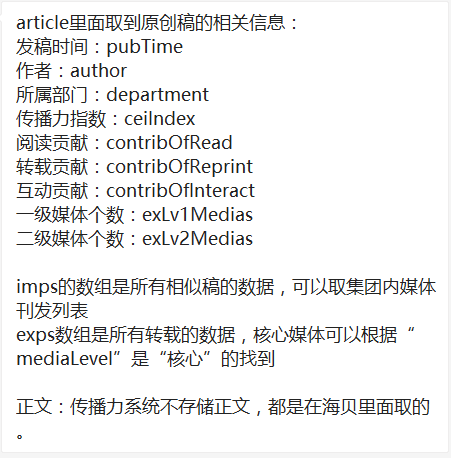 article里面取到原创稿的相关信息：
发稿时间：pubTime
作者：author
所属部门：department
传播力指数：ceiIndex
阅读贡献：contribOfRead
转载贡献：contribOfReprint
互动贡献：contribOfInteract
一级媒体个数：exLv1Medias
二级媒体个数：exLv2Medias
imps的数组是所有相似稿的数据，可以取集团内媒体
刊发列表
exps数组是所有转载的数据，核心媒体可以根据“
mediaLevel”是“核心”的找到
正文：传播力系统不存储正文，都是在海贝里面取的
。